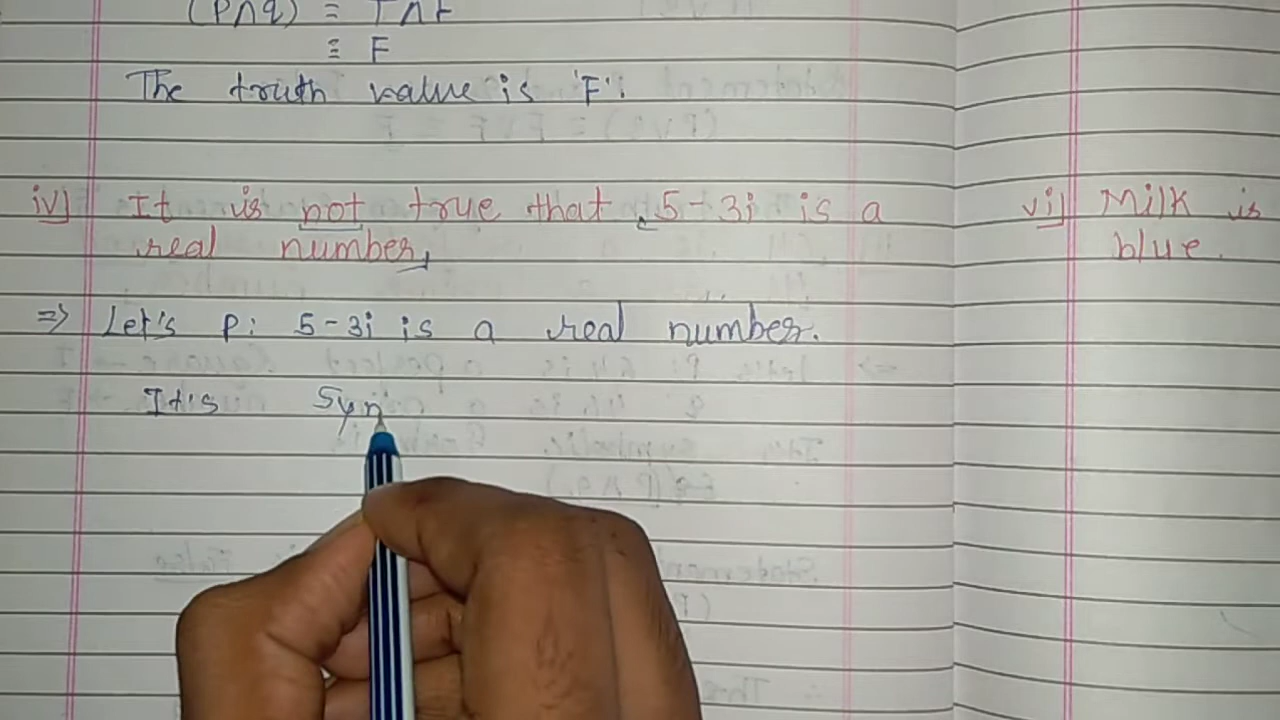 (P∧q) ≡ T∧F
≡ F
The truth value is 'F'.
iv] It is not true that 5-3i is a
real number,
⇒ Let's P: 5-3i is a real number.
It's Syn
vi] Milk is
blue.